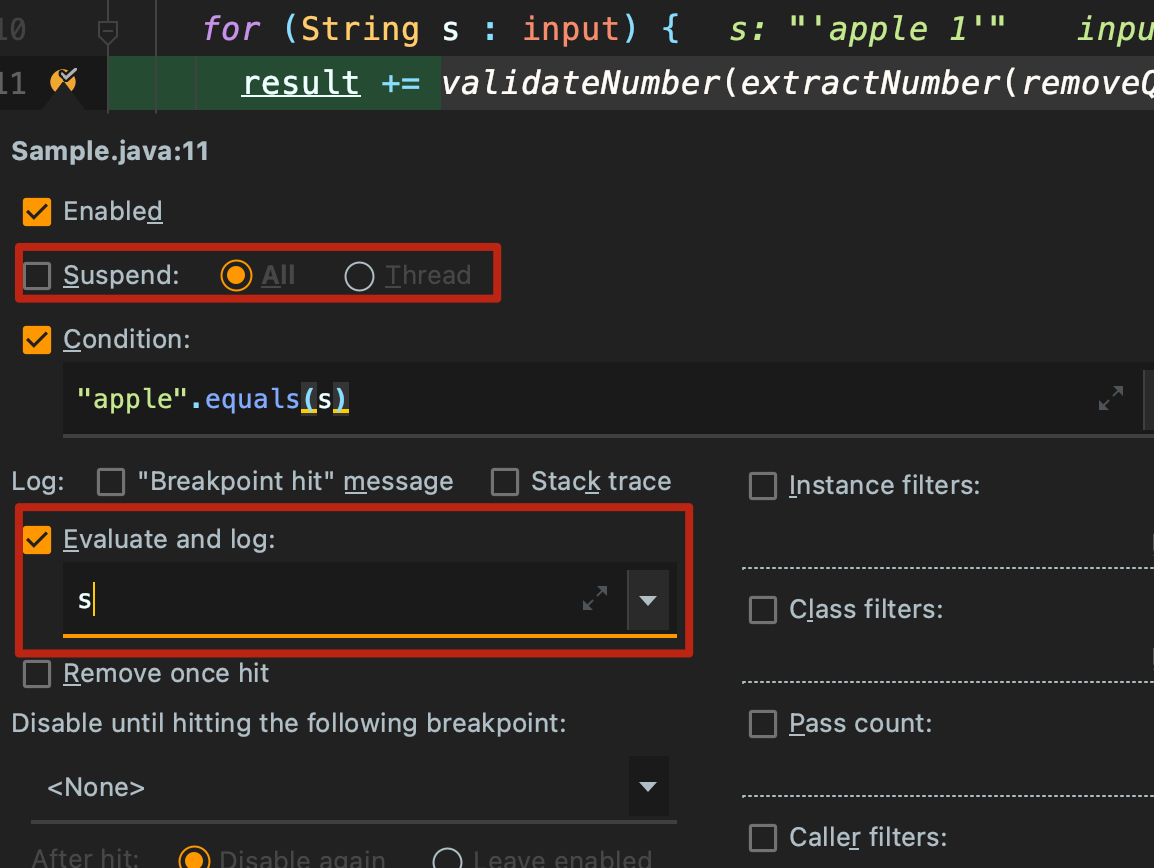 10 for (String s : input) { s: "'apple 1'" inpu
11 result += validateNumber(extractNumber(removeQ
Sample.java:11
Enabled
Suspend: All Thread
Condition:
"apple".equals(s)
Log: "Breakpoint hit" message Stack trace
Instance filters:
Evaluate and log:
s
Class filters:
Remove once hit
Disable until hitting the following breakpoint:
Pass count:
<None>
Caller filters:
After hit: Disable again Leave enabled